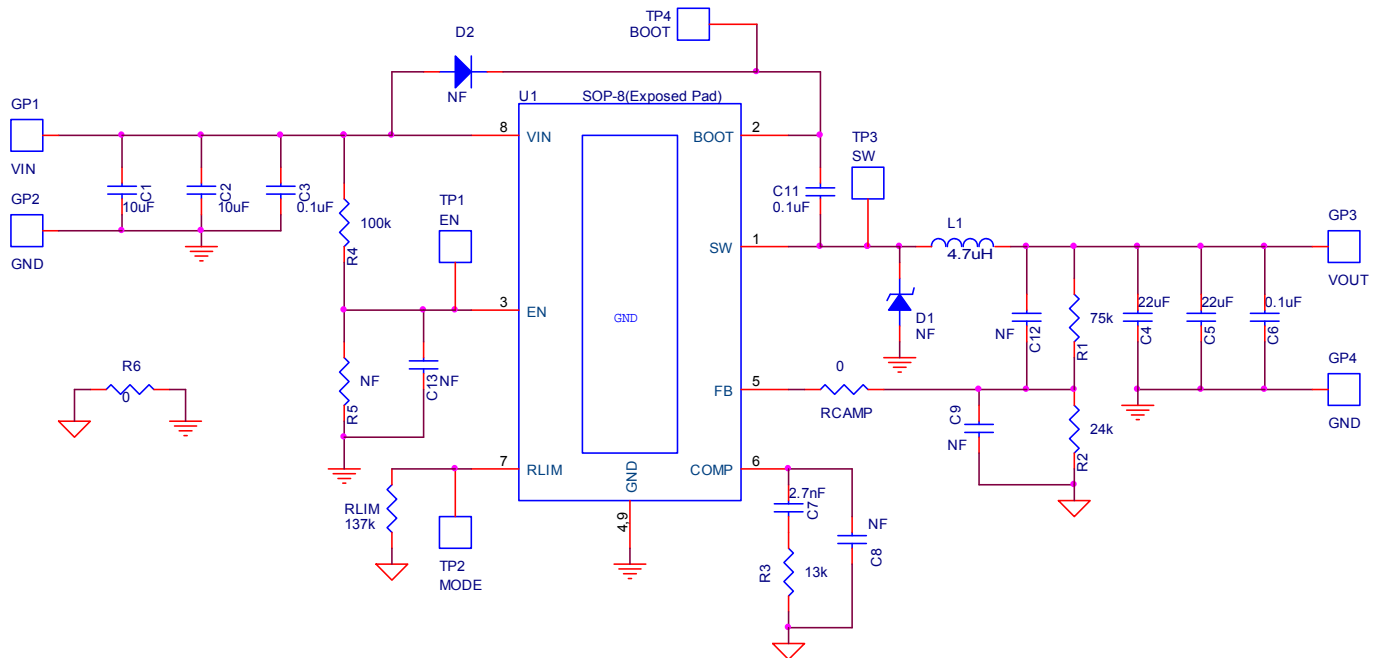 TP4
BOOT
D2
NF
GP1
VIN
GP2
GND
C1
10uF
C2
10uF
C3
0.1uF
R4
100k
TP1
EN
R5
NF
C13
NF
R6
0
RLIM
137k
TP2
MODE
U1
SOP-8(Exposed Pad)
8
VIN
BOOT
2
SW
1
3
EN
GND
FB
5
7
RLIM
COMP
6
GND
4,9
C11
0.1uF
TP3
SW
L1
4.7uH
D1
NF
0
RCAMP
NF
C12
75k
R1
22uF
C4
22uF
C5
0.1uF
C6
GP3
VOUT
GP4
GND
C9
NF
24k
R2
2.7nF
C7
R3
13k
NF
C8